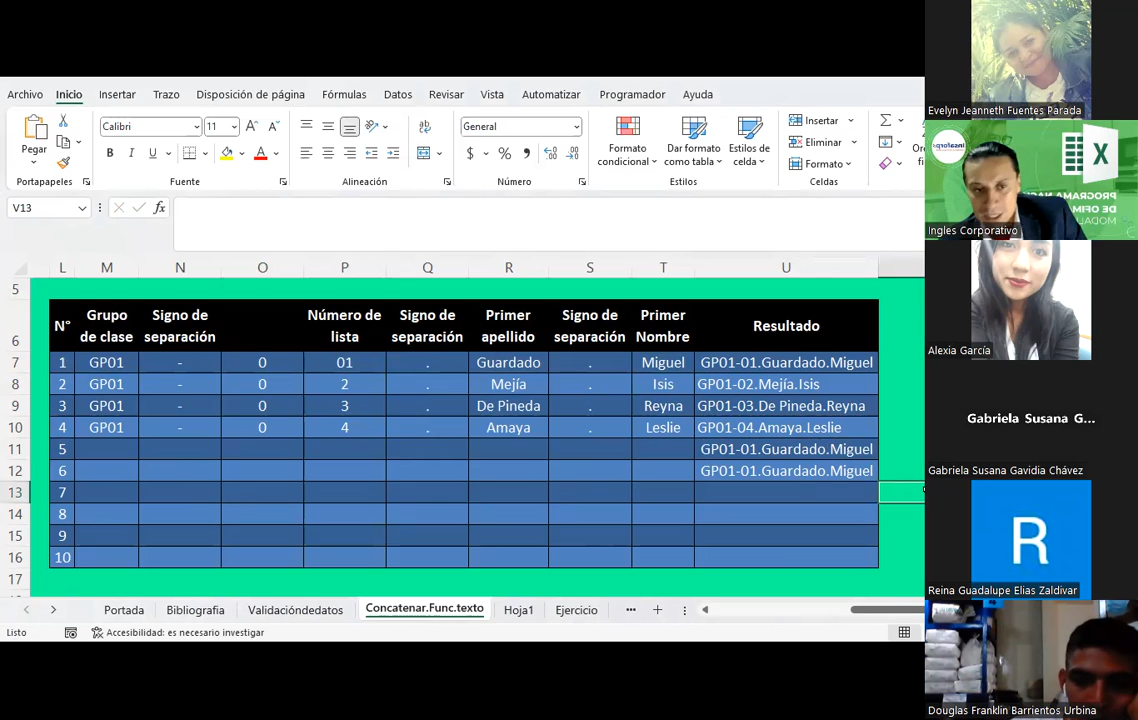 Archivo Inicio Insertar Trazo Disposición de página Fórmulas Datos Revisar Vista Automatizar Programador Ayuda
Pegar
Calibri 11
N K S
General
$ %
Formato condicional
Dar formato como tabla
Estilos de celda
Insertar
Eliminar
Formato
Portapapeles Fuente Alineación Número Estilos Celdas
V13 fx
L M N O P Q R S T U
5
6 N° Grupo de clase Signo de separación Número de lista Signo de separación Primer apellido Signo de separación Primer Nombre Resultado
7 1 GP01 - 0 01 . Guardado . Miguel GP01-01.Guardado.Miguel
8 2 GP01 - 0 2 . Mejía . Isis GP01-02.Mejía.Isis
9 3 GP01 - 0 3 . De Pineda . Reyna GP01-03.De Pineda.Reyna
10 4 GP01 - 0 4 . Amaya . Leslie GP01-04.Amaya.Leslie
11 5 GP01-01.Guardado.Miguel
12 6 GP01-01.Guardado.Miguel
13 7
14 8
15 9
16 10
17
Portada Bibliografia Validacióndedatos Concatenar.Func.texto Hoja1 Ejercicio
Listo Accesibilidad: es necesario investigar
Evelyn Jeanneth Fuentes Parada
X
Ingles Corporativo
Alexia García
Gabriela Susana G...
Gabriela Susana Gavidia Chávez
R
Reina Guadalupe Elias Zaldivar
Douglas Franklin Barrientos Urbina